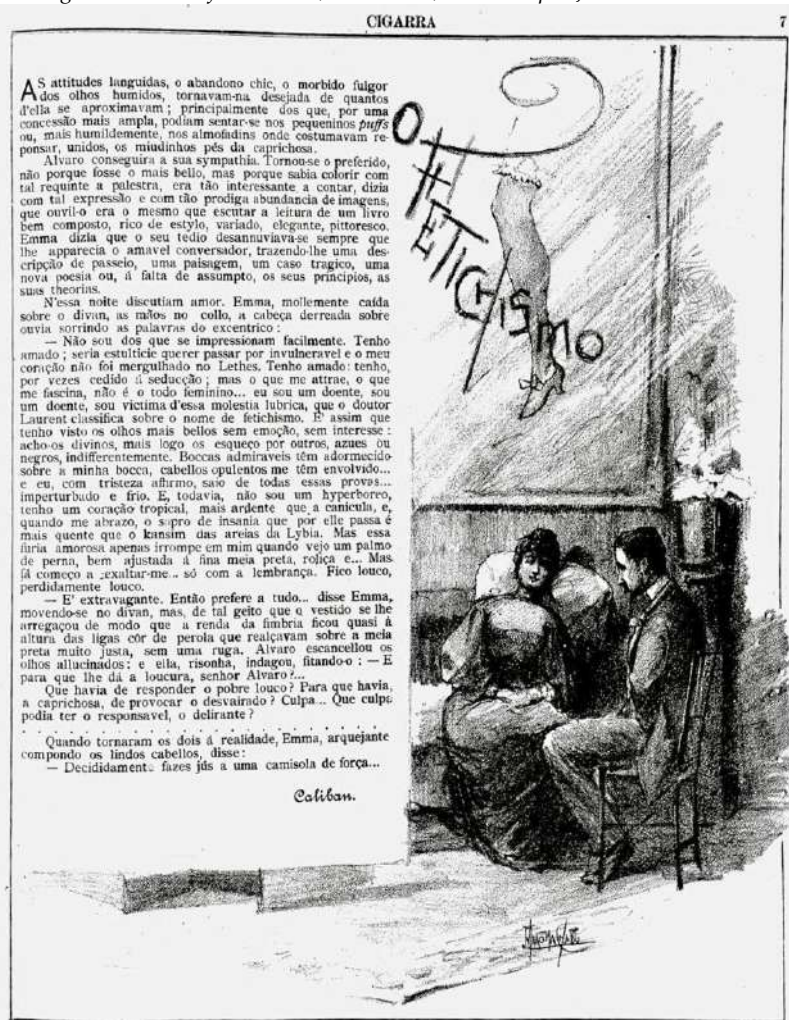 CIGARRA
7
O FETICHISMO
AS attitudes languidas, o abandono chic, o morbido fulgor
dos olhos humidos, tornavam-na desejada de quantos
d'ella se aproximavam; principalmente dos que, por uma
concessão mais ampla, podiam sentar-se nos pequeninos puffs
ou, mais humildemente, nos almofadins onde costumavam re-
ponsar, unidos, os miudinhos pés da caprichosa.
Alvaro conseguira a sua sympathia. Tornou-se o preferido,
não porque fosse o mais bello, mas porque sabia colorir com
tal requinte a palestra, era tão interessante a contar, dizia
com tal expressão e com tão prodiga abundancia de imagens,
que ouvil-o era o mesmo que escutar a leitura de um livro
bem composto, rico de estylo, variado, elegante, pittoresco.
Emma dizia que o seu tedio desannuviava-se sempre que
lhe apparecia o amavel conversador, trazendo-lhe uma des-
cripção de passeio, uma paisagem, um caso tragico, uma
nova poesia ou, á falta de assumpto, os seus principios, as
suas theorias.
N'essa noite discutiam amor. Emma, mollemente caída
sobre o divan, as mãos no collo, a cabeça derreada sobre
ouvia sorrindo as palavras do excentrico:
— Não sou dos que se impressionam facilmente. Tenho
amado; seria estulticie querer passar por invulneravel e o meu
coração não foi mergulhado no Lethes. Tenho amado: tenho,
por vezes cedido á seducção; mas o que me attrae, o que
me fascina, não é o todo feminino... eu sou um doente, sou
um doente, sou victima d'essa molestia lubrica, que o doutor
Laurent classifica sobre o nome de fetichismo. E' assim que
tenho visto os olhos mais bellos sem emoção, sem interesse:
acho-os divinos, mais logo os esqueço por outros, azues ou
negros, indifferentemente. Boccas admiraveis têm adormecido
sobre a minha bocca, cabellos opulentos me têm envolvido...
e eu, com tristeza affirmo, saio de todas essas provas...
imperturbado e frio. E, todavia, não sou um hyperboreo,
tenho um coração tropical, mais ardente que a canicula, e,
quando me abrazo, o sopro de insania que por elle passa é
mais quente que o kansim das areias da Lybia. Mas essa
furia amorosa apenas irrompe em mim quando vejo um palmo
de perna, bem ajustada á fina meia preta, roliça e... Mas
já começo a exaltar-me... só com a lembrança. Fico louco,
perdidamente louco.
— E' extravagante. Então prefere a tudo... disse Emma,
movendo-se no divan, mas, de tal geito que o vestido se lhe
arregaçou de modo que a renda da fimbria ficou quasi à
altura das ligas côr de perola que realçavam sobre a meia
preta muito justa, sem uma ruga. Alvaro escancellou os
olhos allucinados: e ella, risonha, indagou, fitando-o: — E
para que lhe dá a loucura, senhor Alvaro?...
Que havia de responder o pobre louco? Para que havia,
a caprichosa, de provocar o desvairado? Culpa... Que culpa
podia ter o responsavel, o delirante?
. . . . . . . . . . . . . . . . . . . . . . . . . . . .
Quando tornaram os dois á realidade, Emma, arquejante
compondo os lindos cabellos, disse:
— Decididamente fazes jús a uma camisola de força...
Caliban.